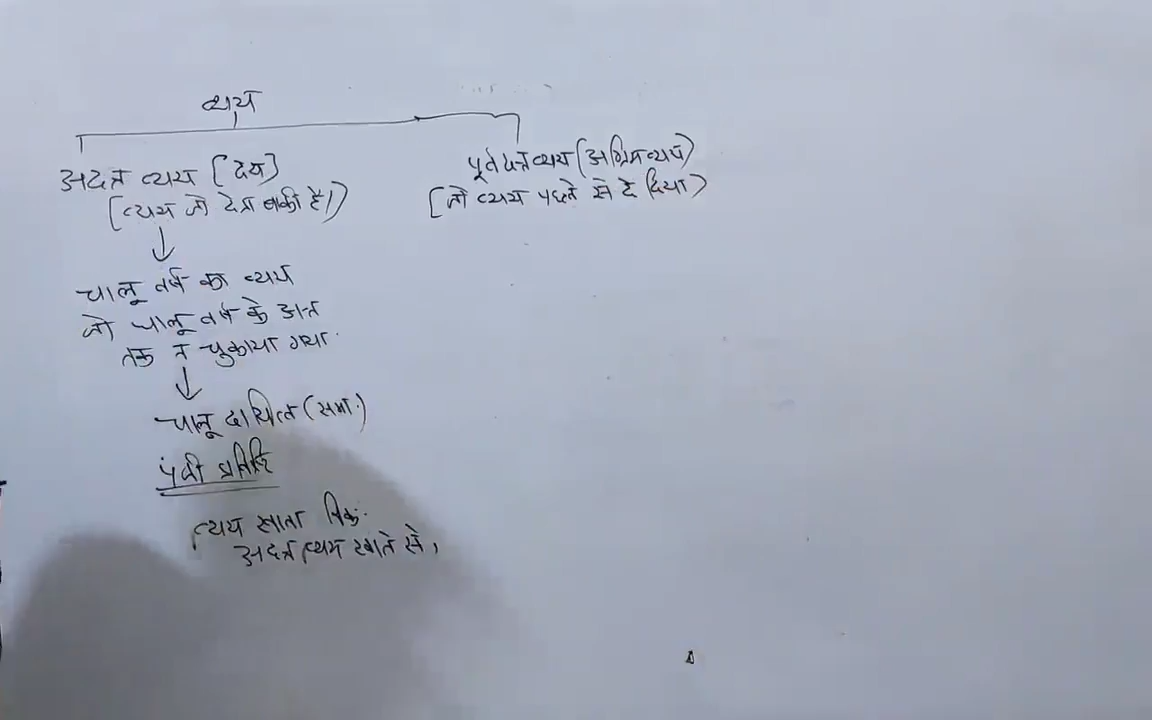 व्यय
अदत्त व्यय (देय)
(व्यय जो देना बाकी है।)
↓
चालू वर्ष का व्यय
जो चालू वर्ष के अन्त
तक न चुकाया गया
↓
चालू दायित्व (समा.)
पंजी प्रविष्टि
व्यय खाता विक.
अदत्त व्यय खाते से,
पूर्वदत्त व्यय (अग्रिम व्यय)
(जो व्यय पहले से दे दिया)